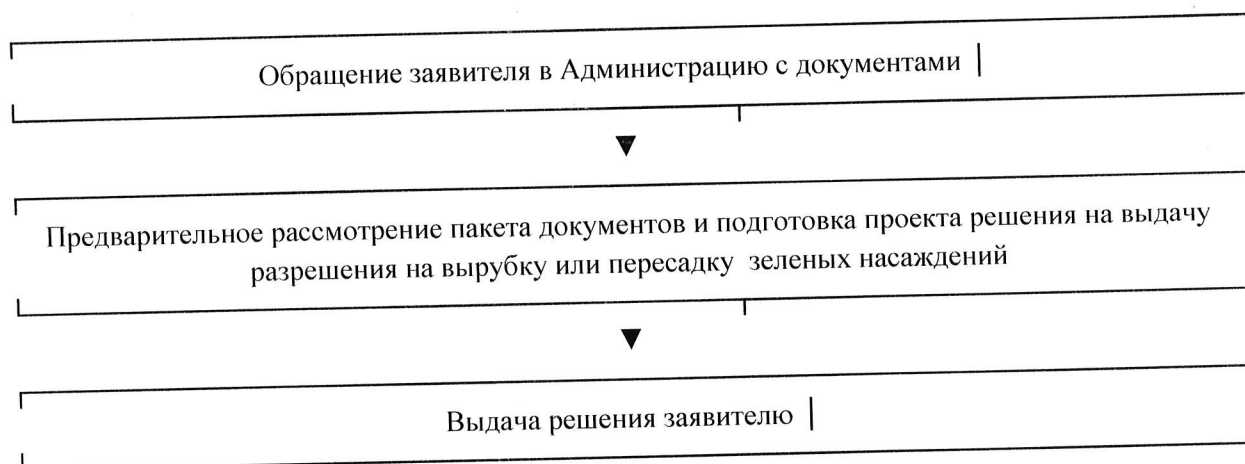 Обращение заявителя в Администрацию с документами
Предварительное рассмотрение пакета документов и подготовка проекта решения на выдачу
разрешения на вырубку или пересадку зеленых насаждений
Выдача решения заявителю